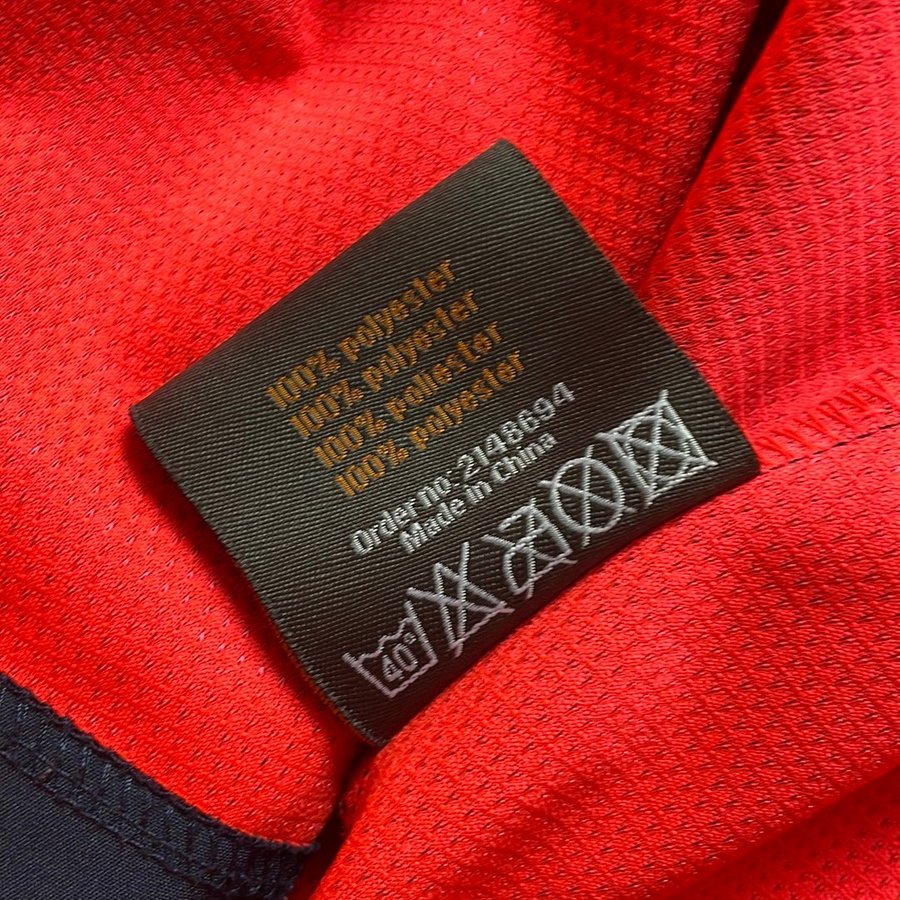 100% polyester
100% polyester
100% poliester
100% polyester
Order no-2148694
Made in China
40°